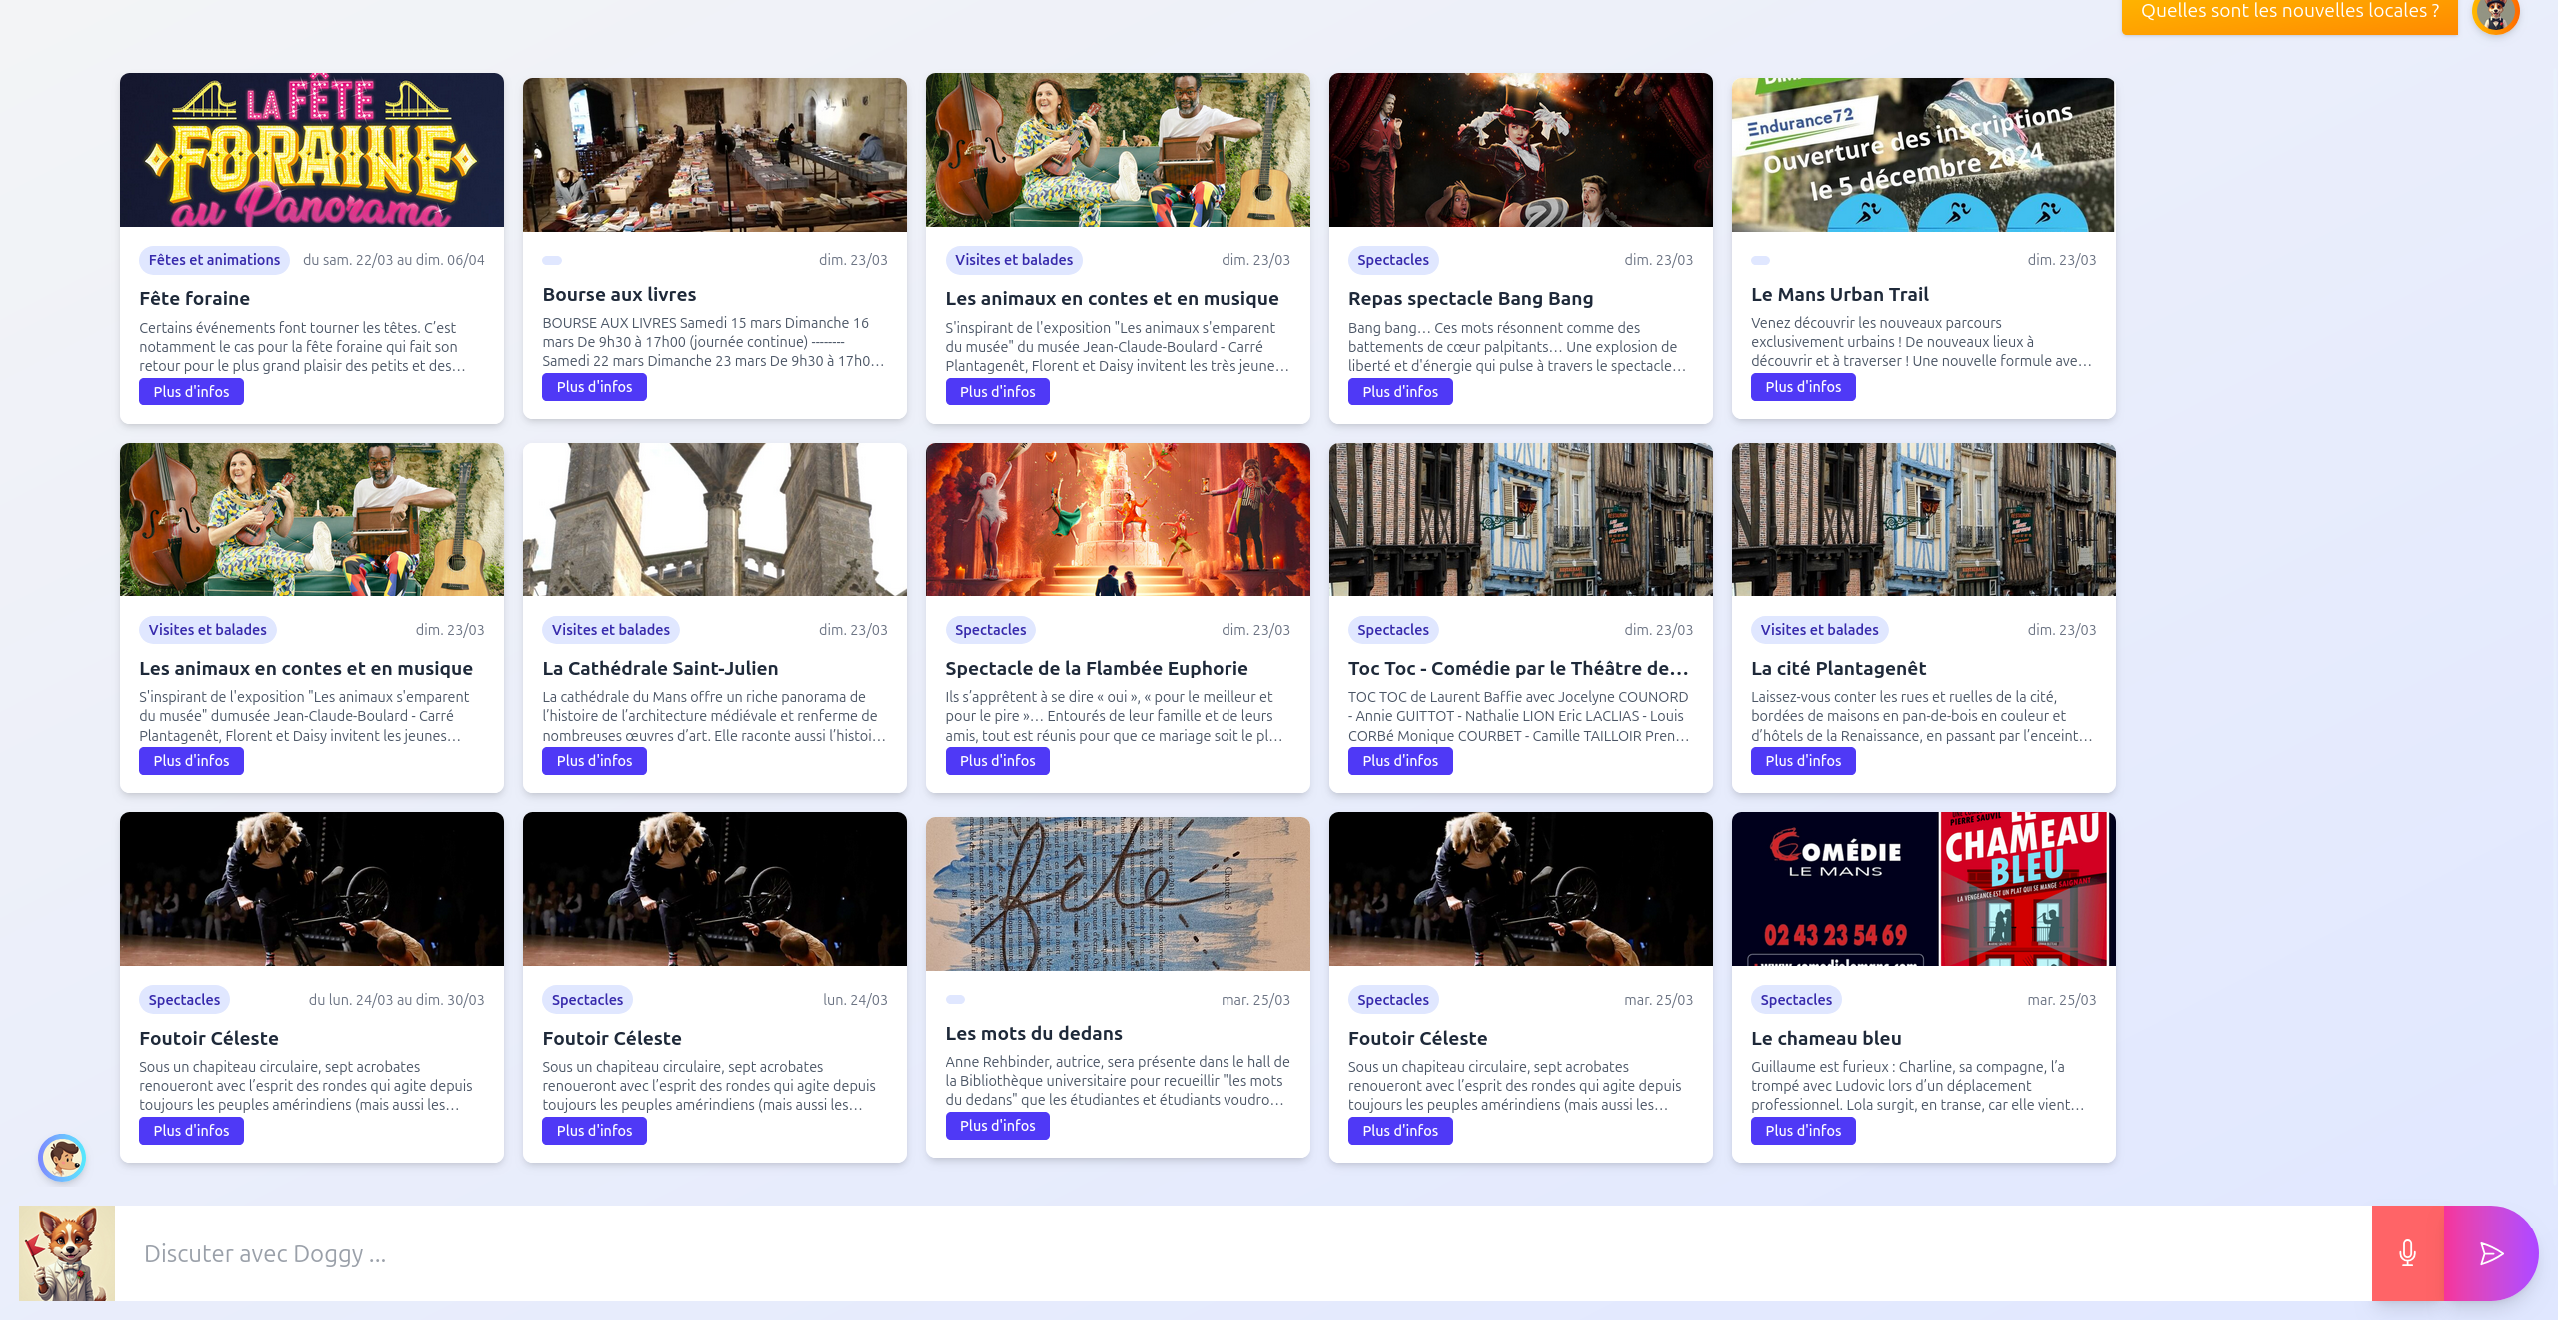 Quelles sont les nouvelles locales ?
LA FÊTE
FORAINE
au Panorama
Fêtes et animations
du sam. 22/03 au dim. 06/04
Fête foraine
Certains événements font tourner les têtes. C'est
notamment le cas pour la fête foraine qui fait son
retour pour le plus grand plaisir des petits et des...
Plus d'infos
dim. 23/03
Bourse aux livres
BOURSE AUX LIVRES Samedi 15 mars Dimanche 16
mars De 9h30 à 17h00 (journée continue) --------
Samedi 22 mars Dimanche 23 mars De 9h30 à 17h0...
Plus d'infos
Visites et balades
dim. 23/03
Les animaux en contes et en musique
S'inspirant de l'exposition "Les animaux s'emparent
du musée" du musée Jean-Claude-Boulard - Carré
Plantagenêt, Florent et Daisy invitent les très jeune...
Plus d'infos
Spectacles
dim. 23/03
Repas spectacle Bang Bang
Bang bang… Ces mots résonnent comme des
battements de cœur palpitants… Une explosion de
liberté et d'énergie qui pulse à travers le spectacle...
Plus d'infos
Endurance72
Ouverture des inscriptions
le 5 décembre 2024
dim. 23/03
Le Mans Urban Trail
Venez découvrir les nouveaux parcours
exclusivement urbains ! De nouveaux lieux à
découvrir et à traverser ! Une nouvelle formule ave...
Plus d'infos
Visites et balades
dim. 23/03
Les animaux en contes et en musique
S'inspirant de l'exposition "Les animaux s'emparent
du musée" dumusée Jean-Claude-Boulard - Carré
Plantagenêt, Florent et Daisy invitent les jeunes...
Plus d'infos
Visites et balades
dim. 23/03
La Cathédrale Saint-Julien
La cathédrale du Mans offre un riche panorama de
l'histoire de l'architecture médiévale et renferme de
nombreuses œuvres d'art. Elle raconte aussi l'histoi...
Plus d'infos
Spectacles
dim. 23/03
Spectacle de la Flambée Euphorie
Ils s'apprêtent à se dire « oui », « pour le meilleur et
pour le pire »… Entourés de leur famille et de leurs
amis, tout est réunis pour que ce mariage soit le pl...
Plus d'infos
Spectacles
dim. 23/03
Toc Toc - Comédie par le Théâtre de...
TOC TOC de Laurent Baffie avec Jocelyne COUNORD
- Annie GUITTOT - Nathalie LION Eric LACLIAS - Louis
CORBé Monique COURBET - Camille TAILLOIR Pren...
Plus d'infos
Visites et balades
dim. 23/03
La cité Plantagenêt
Laissez-vous conter les rues et ruelles de la cité,
bordées de maisons en pan-de-bois en couleur et
d'hôtels de la Renaissance, en passant par l'enceint...
Plus d'infos
Spectacles
du lun. 24/03 au dim. 30/03
Foutoir Céleste
Sous un chapiteau circulaire, sept acrobates
renoueront avec l'esprit des rondes qui agite depuis
toujours les peuples amérindiens (mais aussi les...
Plus d'infos
Spectacles
lun. 24/03
Foutoir Céleste
Sous un chapiteau circulaire, sept acrobates
renoueront avec l'esprit des rondes qui agite depuis
toujours les peuples amérindiens (mais aussi les...
Plus d'infos
fête
Chapitre 15
mar. 25/03
Les mots du dedans
Anne Rehbinder, autrice, sera présente dans le hall de
la Bibliothèque universitaire pour recueillir "les mots
du dedans" que les étudiantes et étudiants voudro...
Plus d'infos
Spectacles
mar. 25/03
Foutoir Céleste
Sous un chapiteau circulaire, sept acrobates
renoueront avec l'esprit des rondes qui agite depuis
toujours les peuples amérindiens (mais aussi les...
Plus d'infos
COMÉDIE
LE MANS
02 43 23 54 69
www.comedielemans.com
PIERRE SAUVIL
LE
CHAMEAU
BLEU
LA VENGEANCE EST UN PLAT QUI SE MANGE SAIGNANT
Spectacles
mar. 25/03
Le chameau bleu
Guillaume est furieux : Charline, sa compagne, l'a
trompé avec Ludovic lors d'un déplacement
professionnel. Lola surgit, en transe, car elle vient...
Plus d'infos
Discuter avec Doggy ...